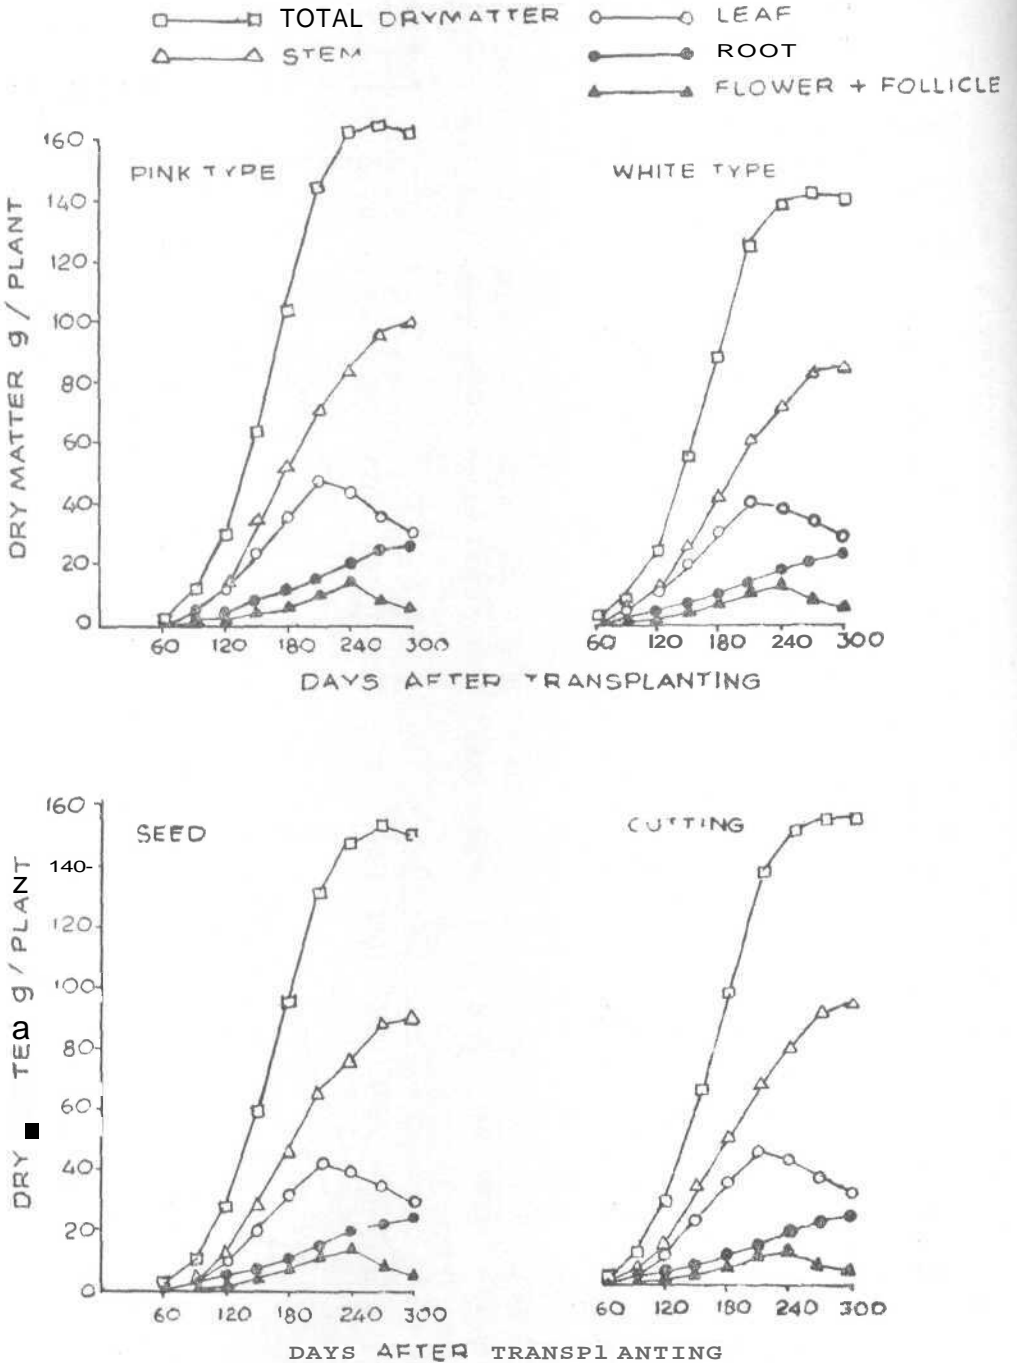 TOTAL DRYMATTER
LEAF
STEM
ROOT
FLOWER + FOLLICLE
PINK TYPE
WHITE TYPE
DRYMATTER g / PLANT
160
140
120
100
80
60
40
20
0
60 120 180 240 300
60 120 180 240 300
DAYS AFTER TRANSPLANTING
SEED
CUTTING
DRY TEa g / PLANT
160
140-
120
100
80
60
40
20
0
60 120 180 240 300
60 120 180 240 300
DAYS AFTER TRANSPl ANTING